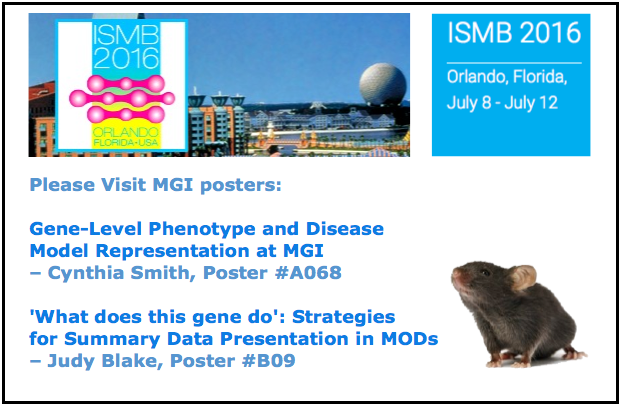 ISMB
2016
ORLANDO
FLORIDA•USA
ISMB 2016
Orlando, Florida,
July 8 - July 12
Please Visit MGI posters:
Gene-Level Phenotype and Disease
Model Representation at MGI
– Cynthia Smith, Poster #A068
'What does this gene do': Strategies
for Summary Data Presentation in MODs
– Judy Blake, Poster #B09